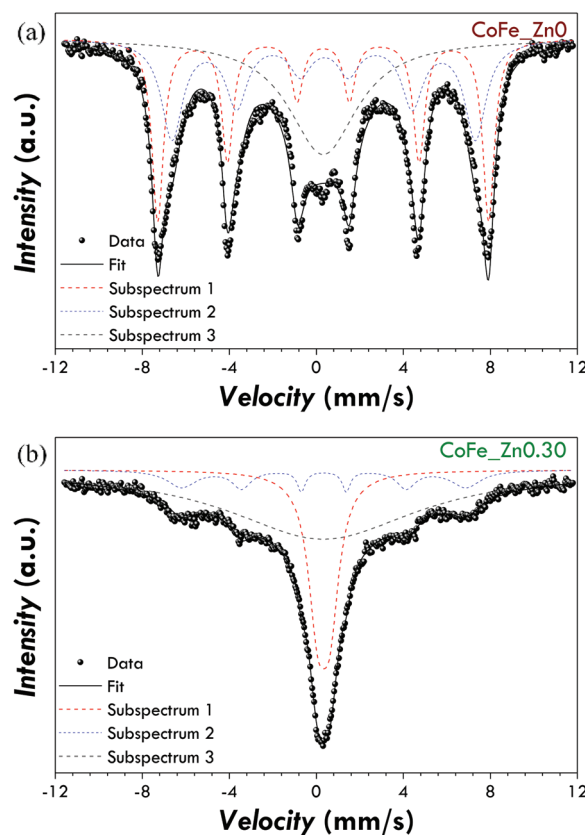 (a)
CoFe_Zn0
Intensity (a.u.)
Data
Fit
Subspectrum 1
Subspectrum 2
Subspectrum 3
-12 -8 -4 0 4 8 12
Velocity (mm/s)
(b)
CoFe_Zn0.30
Intensity (a.u.)
Data
Fit
Subspectrum 1
Subspectrum 2
Subspectrum 3
-12 -8 -4 0 4 8 12
Velocity (mm/s)